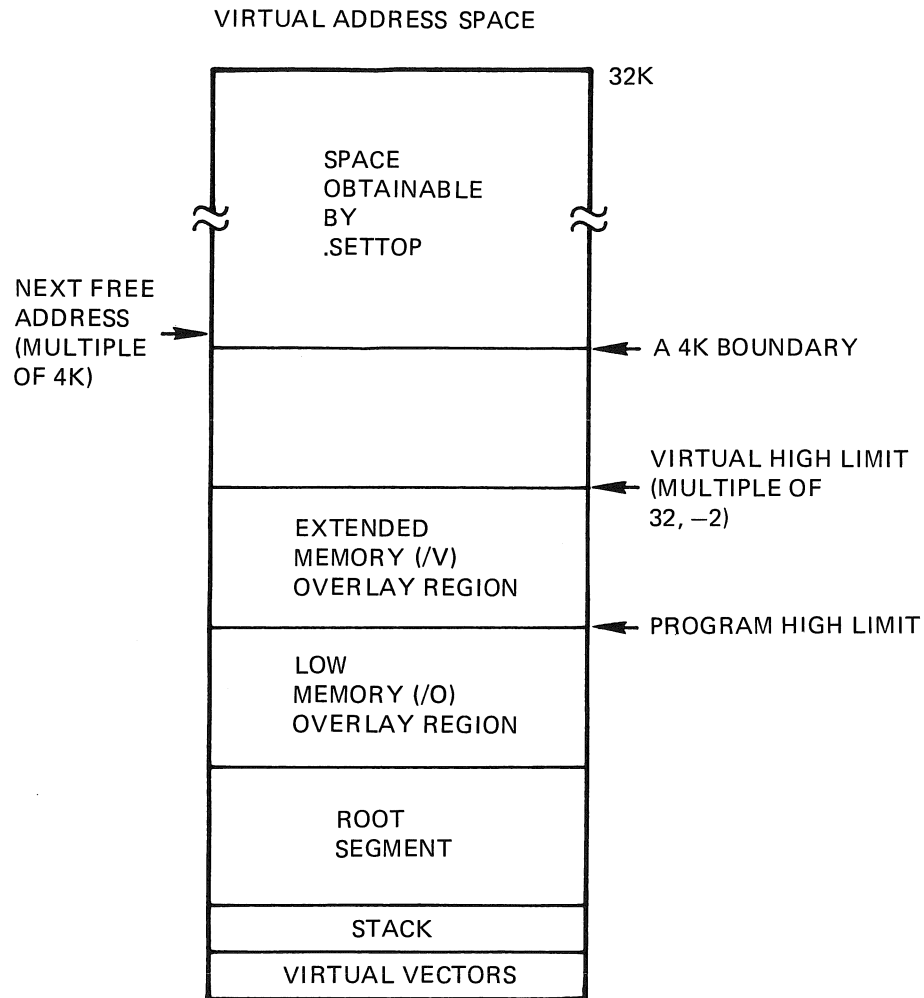 VIRTUAL ADDRESS SPACE
32K
SPACE
OBTAINABLE
BY
.SETTOP
NEXT FREE
ADDRESS
(MULTIPLE
OF 4K)
A 4K BOUNDARY
VIRTUAL HIGH LIMIT
(MULTIPLE OF
32, −2)
EXTENDED
MEMORY (/V)
OVERLAY REGION
PROGRAM HIGH LIMIT
LOW
MEMORY (/O)
OVERLAY REGION
ROOT
SEGMENT
STACK
VIRTUAL VECTORS